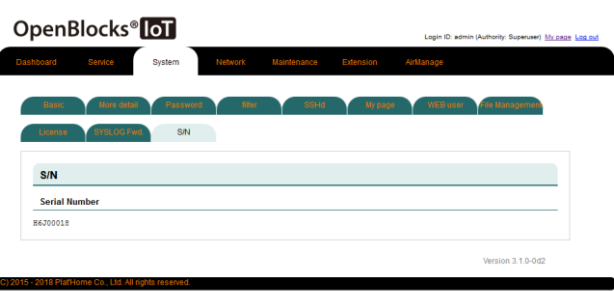 OpenBlocks® IoT
Login ID: admin (Authority: Superuser) My page Log out
Dashboard Service System Network Maintenance Extension AirManage
Basic More detail Password filter SSHd My page WEB user File Management
License SYSLOG Fwd. S/N
S/N
Serial Number
H6J00018
Version 3.1.0-0d2
C) 2015 - 2018 Plat'Home Co., Ltd. All rights reserved.